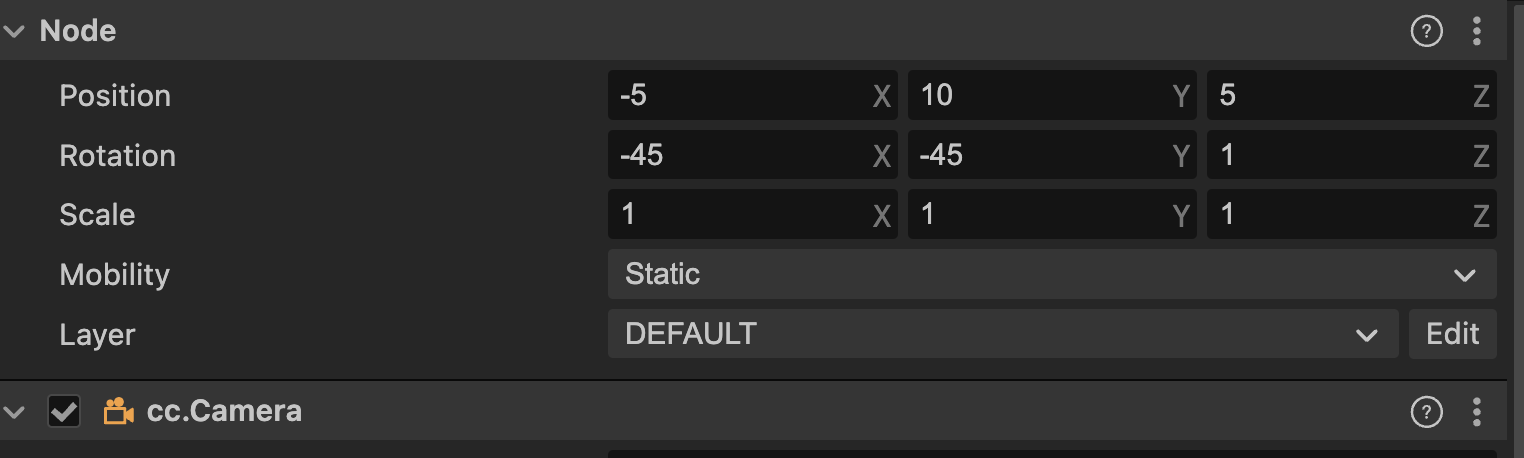 Node ?
Position -5 X 10 Y 5 Z
Rotation -45 X -45 Y 1 Z
Scale 1 X 1 Y 1 Z
Mobility Static
Layer DEFAULT Edit
cc.Camera ?